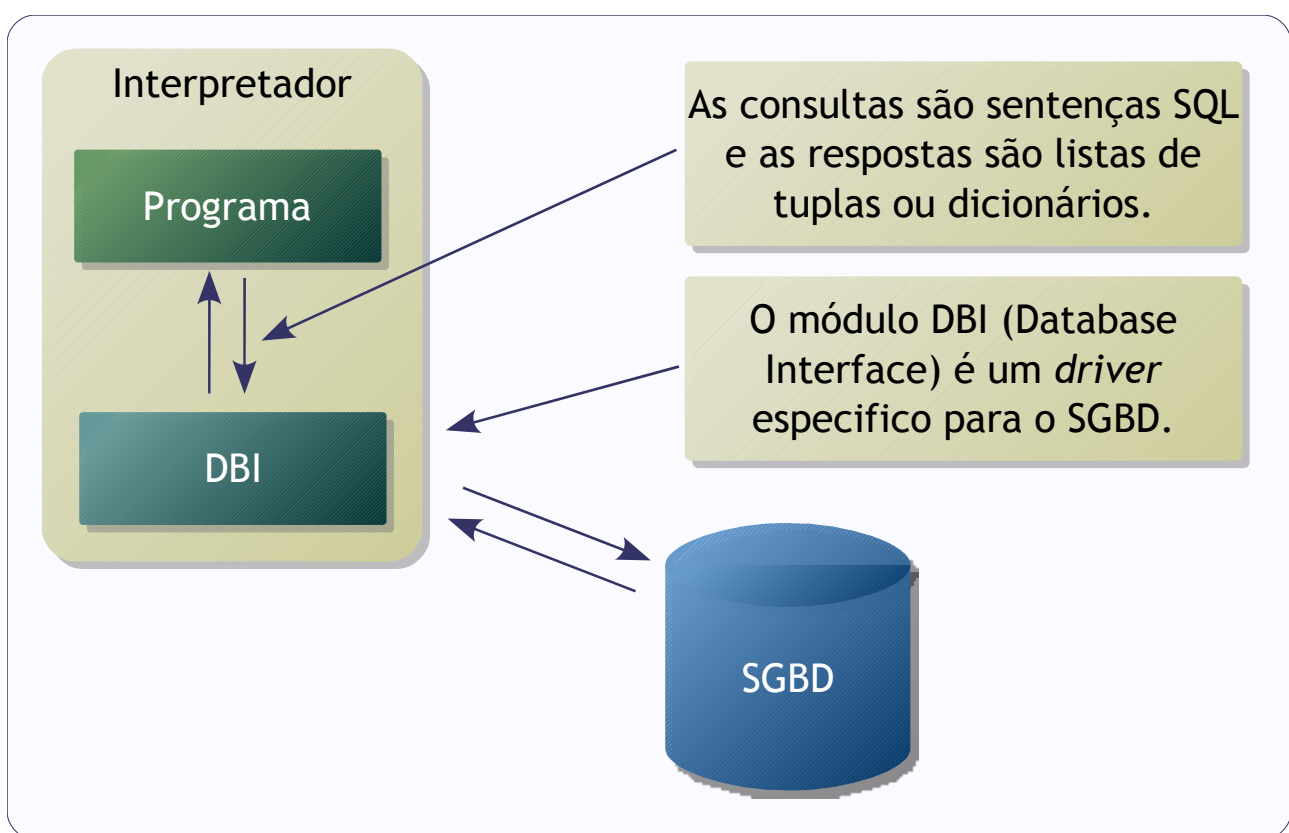 Interpretador
Programa
DBI
As consultas são sentenças SQL
e as respostas são listas de
tuplas ou dicionários.
O módulo DBI (Database
Interface) é um driver
especifico para o SGBD.
SGBD